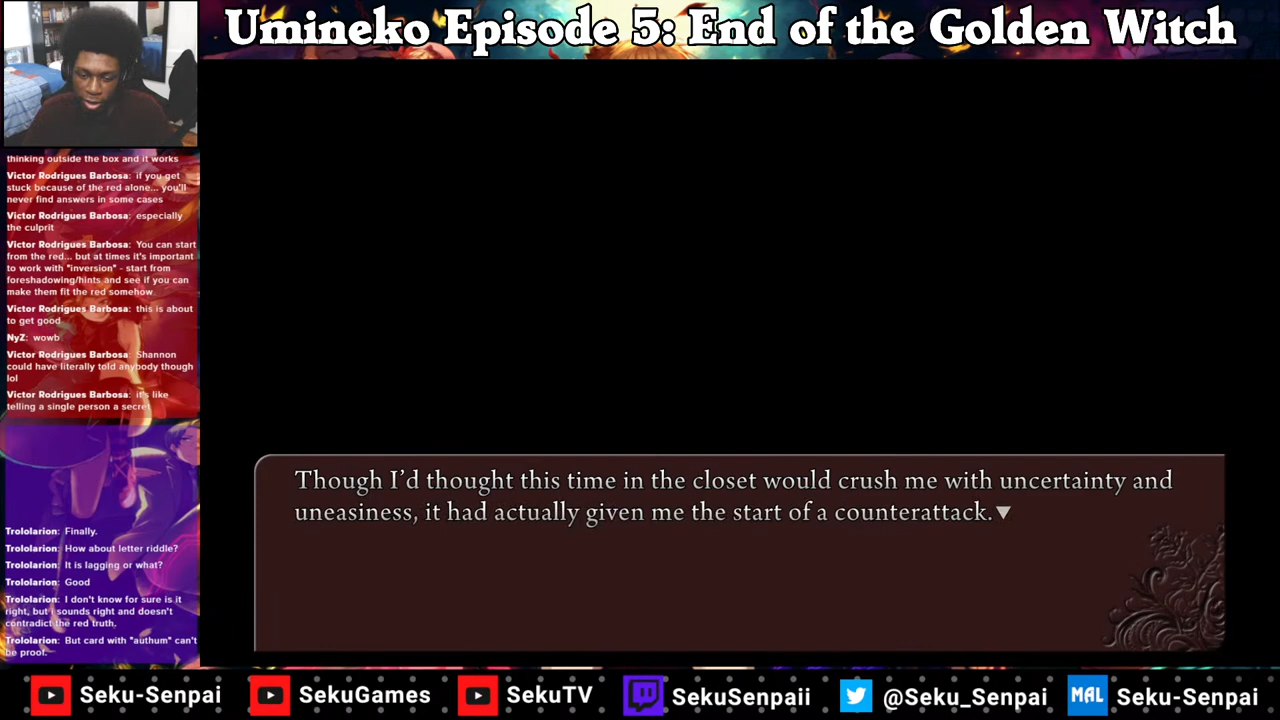 Umineko Episode 5: End of the Golden Witch
thinking outside the box and it works
Victor Rodrigues Barbosa: if you get
stuck because of the red alone... you'll
never find answers in some cases
Victor Rodrigues Barbosa: especially
the culprit
Victor Rodrigues Barbosa: You can start
from the red... but at times it's important
to work with "inversion" - start from
foreshadowing/hints and see if you can
make them fit the red somehow
Victor Rodrigues Barbosa: this is about
to get good
NyZ: wowb
Victor Rodrigues Barbosa: Shannon
could have literally told anybody though
lol
Victor Rodrigues Barbosa: it's like
telling a single person a secret
Trololarion: Finally.
Trololarion: How about letter riddle?
Trololarion: It is lagging or what?
Trololarion: Good
Trololarion: I don't know for sure is it
right, but i sounds right and doesn't
contradict the red truth.
Trololarion: But card with "authum" can't
be proof.
Though I'd thought this time in the closet would crush me with uncertainty and
uneasiness, it had actually given me the start of a counterattack.
Seku-Senpai
SekuGames
SekuTV
SekuSenpaii
@Seku_Senpai
MAL
Seku-Senpai